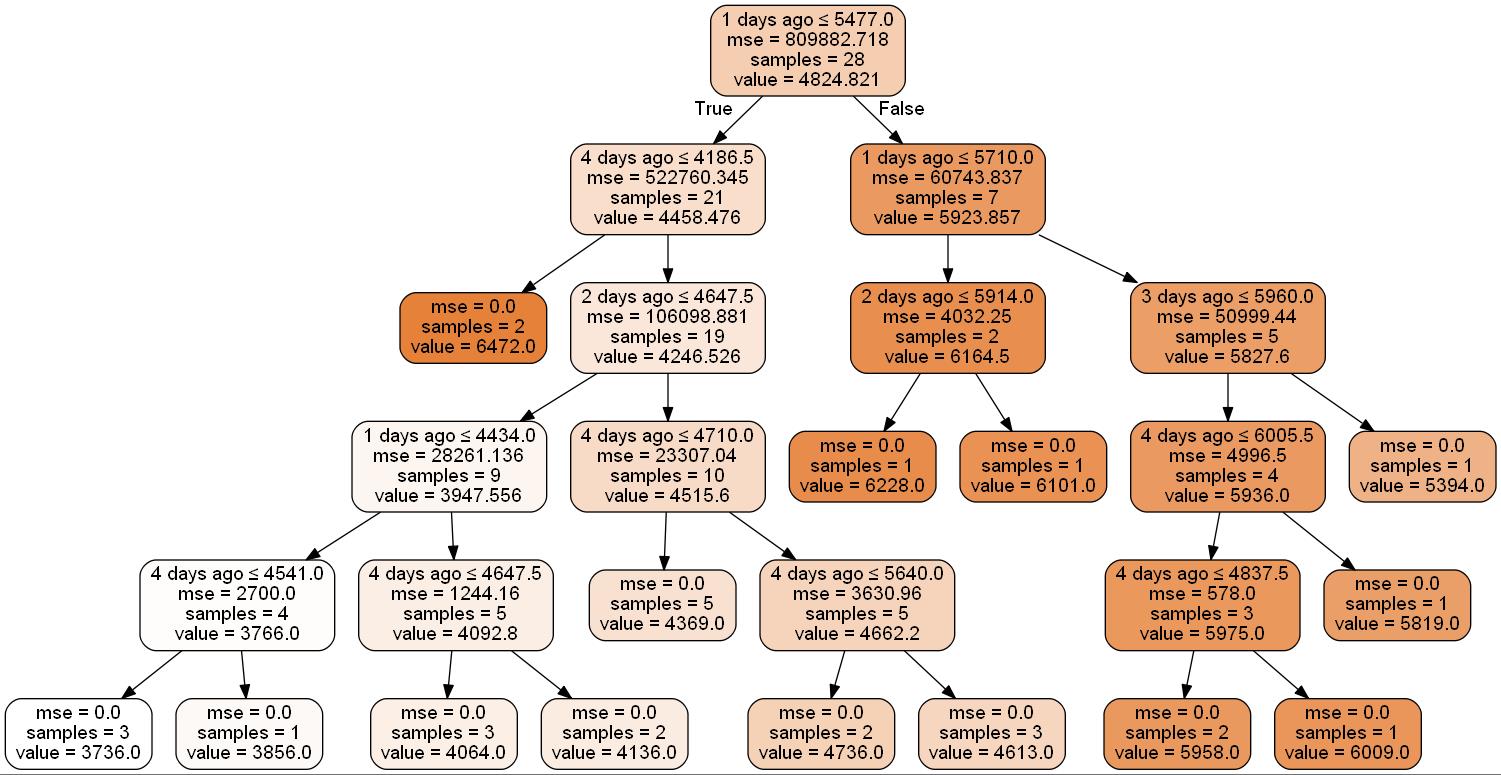 1 days ago ≤ 5477.0
mse = 809882.718
samples = 28
value = 4824.821
True
False
4 days ago ≤ 4186.5
mse = 522760.345
samples = 21
value = 4458.476
1 days ago ≤ 5710.0
mse = 60743.837
samples = 7
value = 5923.857
mse = 0.0
samples = 2
value = 6472.0
2 days ago ≤ 4647.5
mse = 106098.881
samples = 19
value = 4246.526
2 days ago ≤ 5914.0
mse = 4032.25
samples = 2
value = 6164.5
3 days ago ≤ 5960.0
mse = 50999.44
samples = 5
value = 5827.6
1 days ago ≤ 4434.0
mse = 28261.136
samples = 9
value = 3947.556
4 days ago ≤ 4710.0
mse = 23307.04
samples = 10
value = 4515.6
mse = 0.0
samples = 1
value = 6228.0
mse = 0.0
samples = 1
value = 6101.0
4 days ago ≤ 6005.5
mse = 4996.5
samples = 4
value = 5936.0
mse = 0.0
samples = 1
value = 5394.0
4 days ago ≤ 4541.0
mse = 2700.0
samples = 4
value = 3766.0
4 days ago ≤ 4647.5
mse = 1244.16
samples = 5
value = 4092.8
mse = 0.0
samples = 5
value = 4369.0
4 days ago ≤ 5640.0
mse = 3630.96
samples = 5
value = 4662.2
4 days ago ≤ 4837.5
mse = 578.0
samples = 3
value = 5975.0
mse = 0.0
samples = 1
value = 5819.0
mse = 0.0
samples = 3
value = 3736.0
mse = 0.0
samples = 1
value = 3856.0
mse = 0.0
samples = 3
value = 4064.0
mse = 0.0
samples = 2
value = 4136.0
mse = 0.0
samples = 2
value = 4736.0
mse = 0.0
samples = 3
value = 4613.0
mse = 0.0
samples = 2
value = 5958.0
mse = 0.0
samples = 1
value = 6009.0